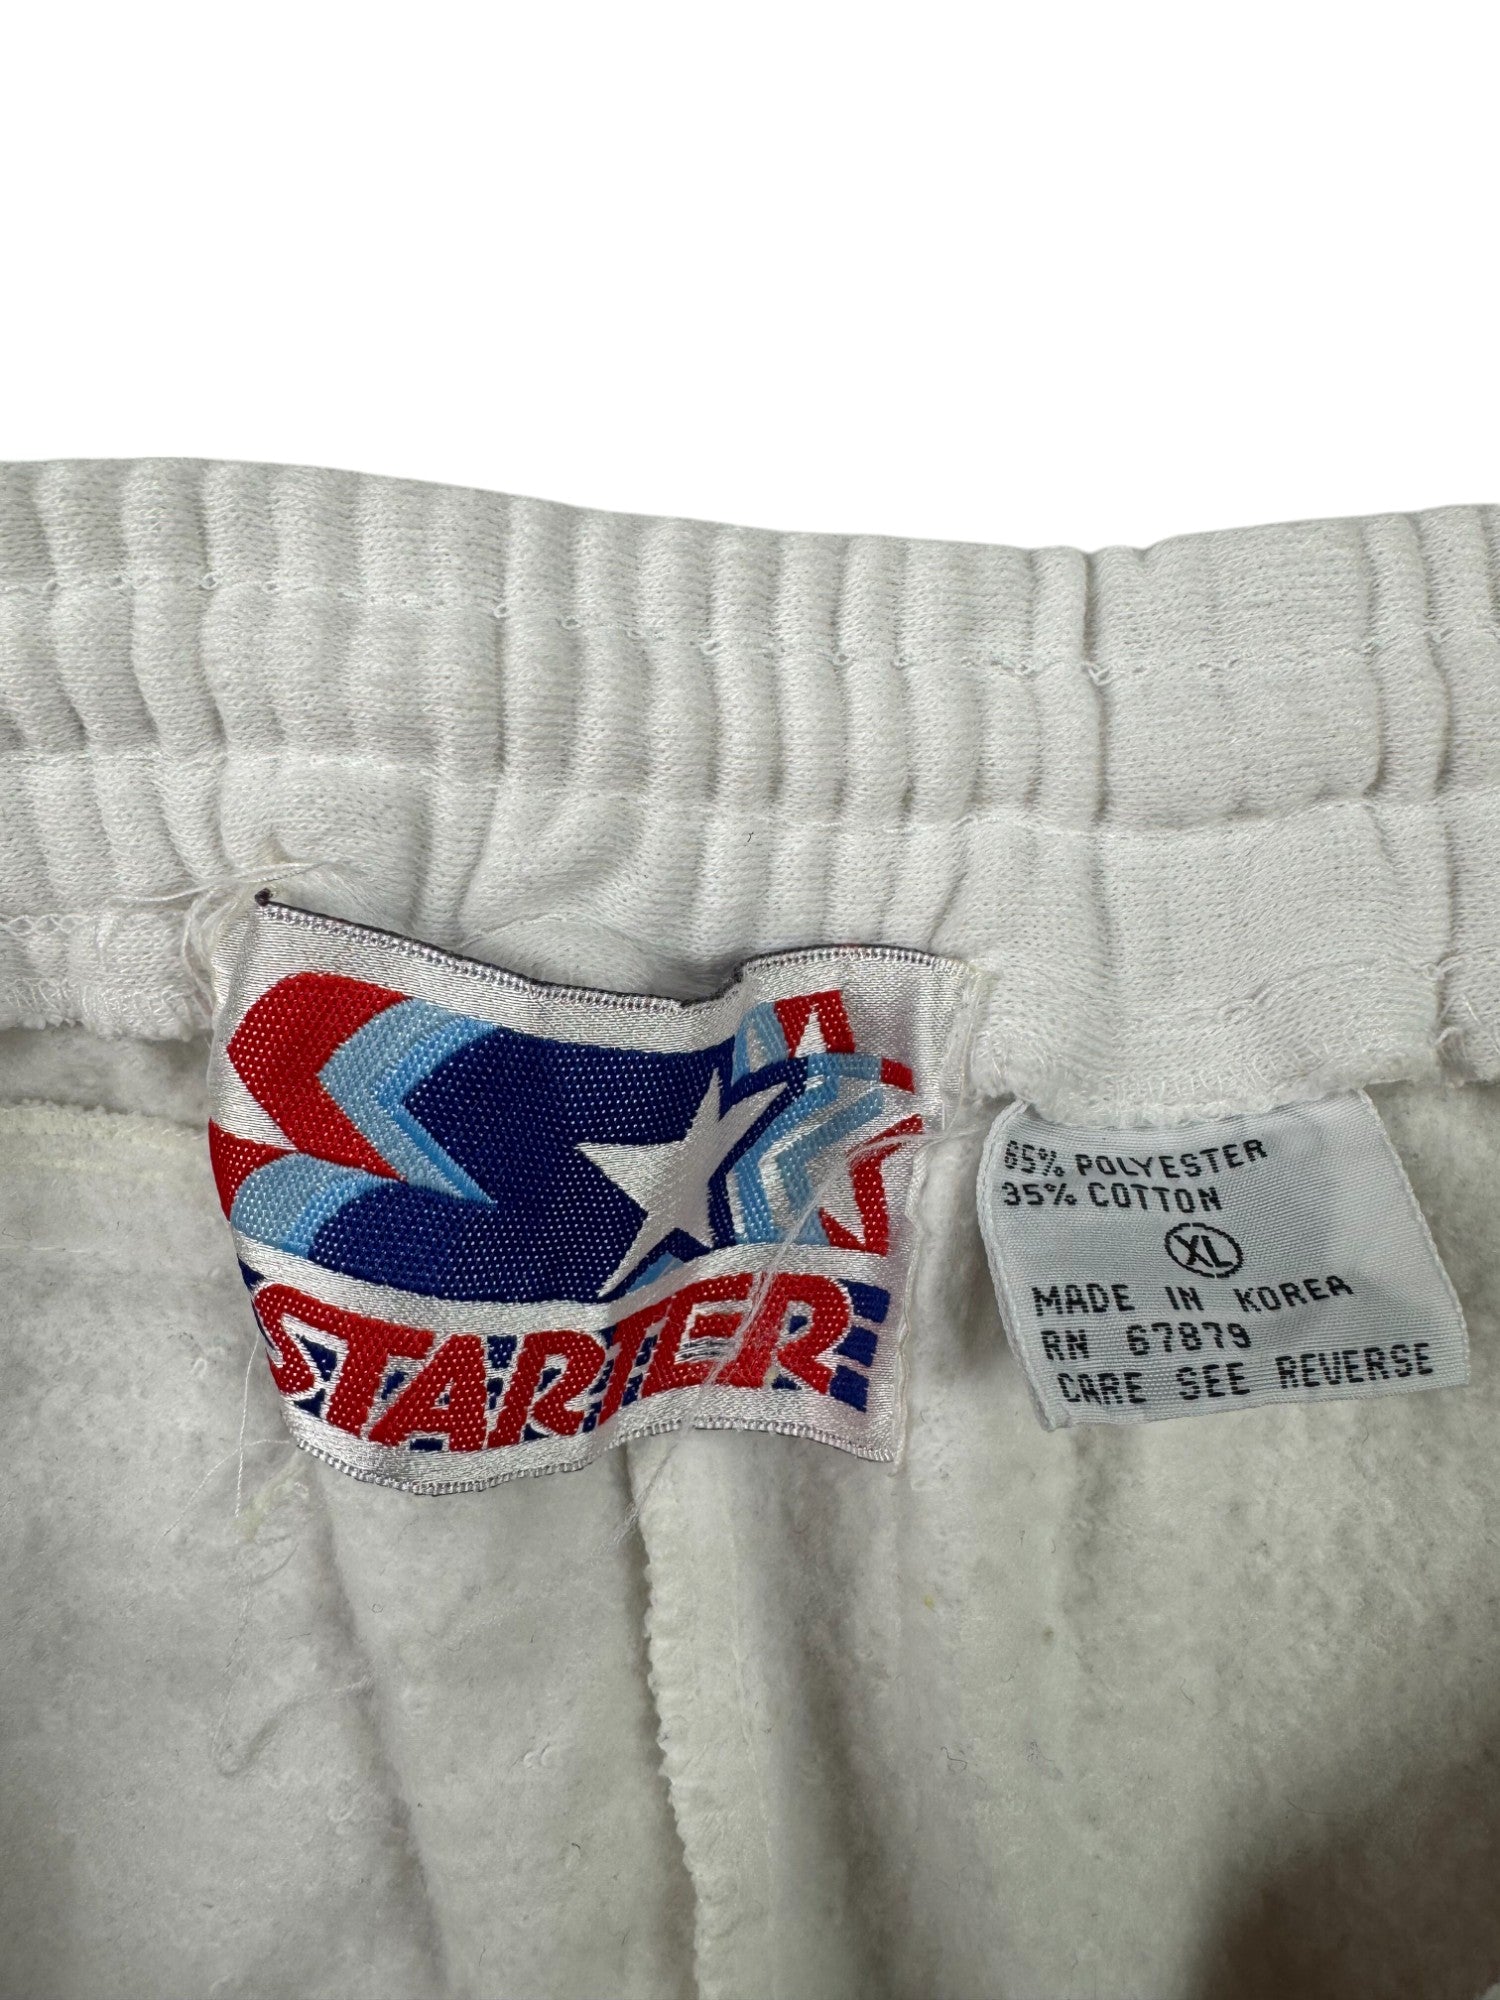 STARTER
65% POLYESTER
35% COTTON
XL
MADE IN KOREA
RN 67879
CARE SEE REVERSE